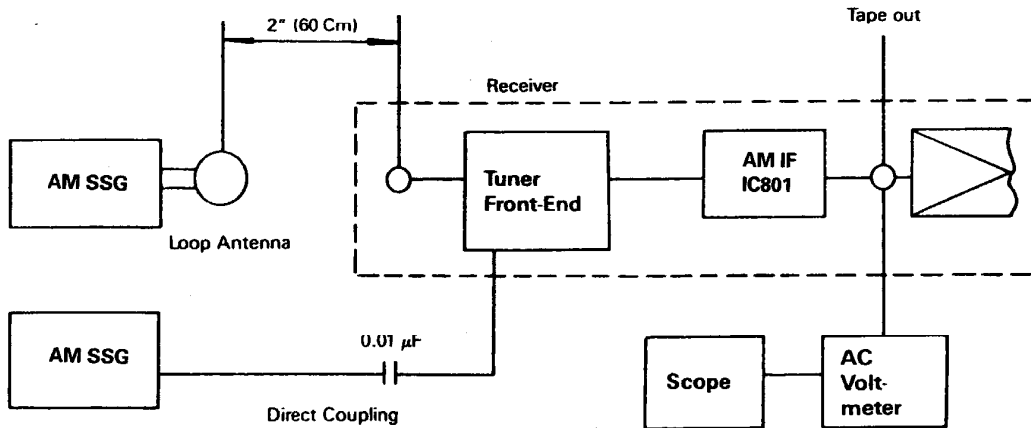 2" (60 Cm)
Tape out
Receiver
AM SSG
Loop Antenna
Tuner
Front-End
AM IF
IC801
AM SSG
0.01 µF
Direct Coupling
Scope
AC
Volt-
meter